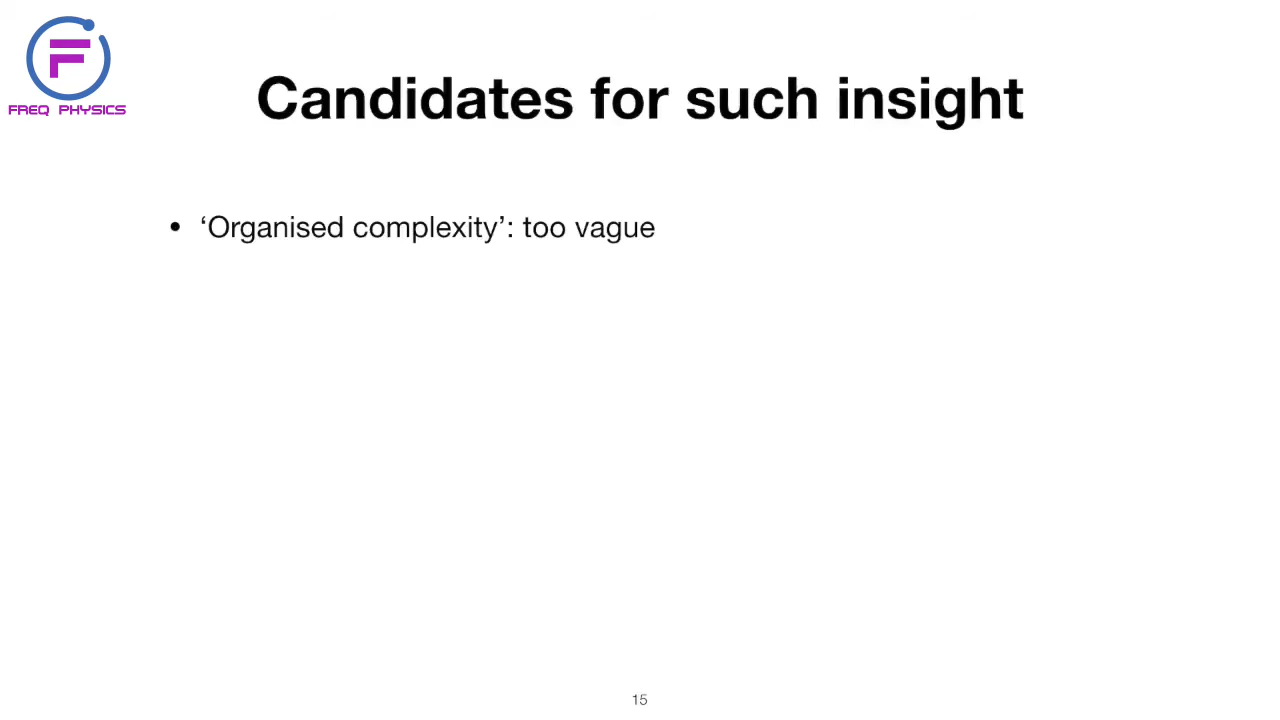 F
FREQ PHYSICS
Candidates for such insight
• ‘Organised complexity’: too vague
15